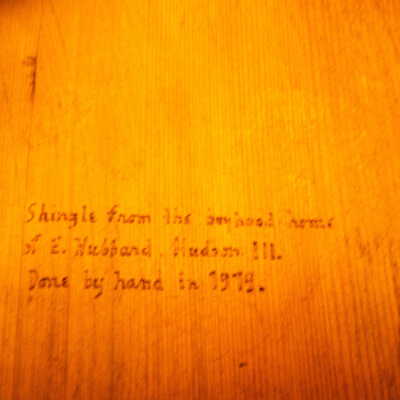 Shingle from the boyhood home
of E. Hubbard, Hudson Ill.
Done by hand in 1979.